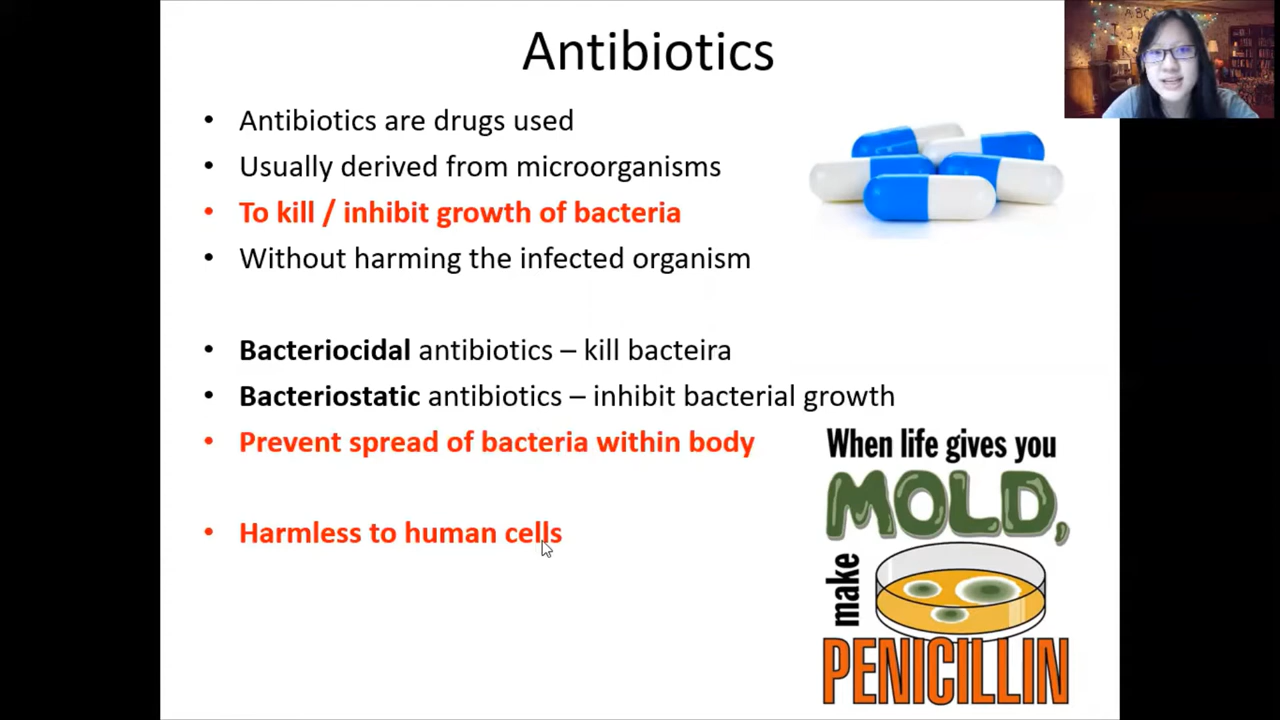 Antibiotics
• Antibiotics are drugs used
• Usually derived from microorganisms
• To kill / inhibit growth of bacteria
• Without harming the infected organism
• Bacteriocidal antibiotics – kill bacteira
• Bacteriostatic antibiotics – inhibit bacterial growth
• Prevent spread of bacteria within body
• Harmless to human cells
When life gives you
MOLD,
make
PENICILLIN